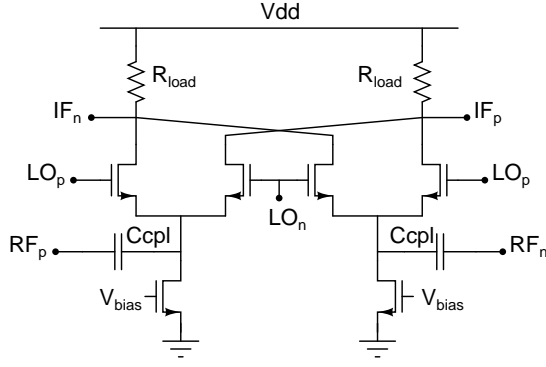 Vdd
R_load R_load
IF_n IF_p
LO_p LO_p
LO_n
RF_p Ccpl Ccpl RF_n
V_bias V_bias